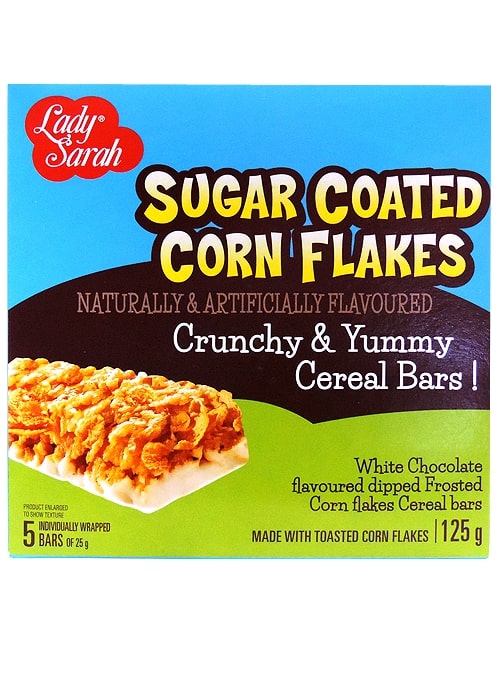 Lady®
Sarah
SUGAR COATED
CORN FLAKES
NATURALLY & ARTIFICIALLY FLAVOURED
Crunchy & Yummy
Cereal Bars !
White Chocolate
flavoured dipped Frosted
Corn flakes Cereal bars
PRODUCT ENLARGED
TO SHOW TEXTURE
5 INDIVIDUALLY WRAPPED
BARS OF 25 g
MADE WITH TOASTED CORN FLAKES 125 g